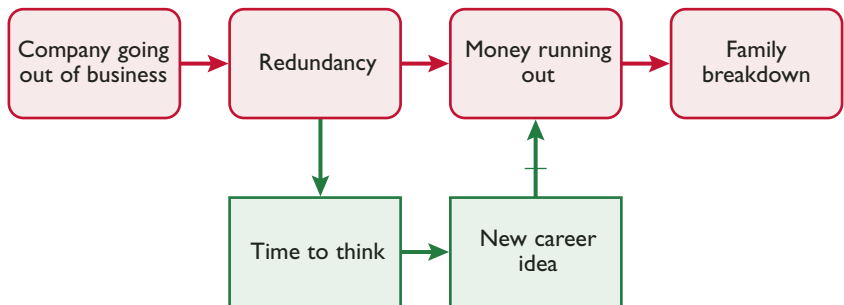 Company going
out of business
Redundancy
Money running
out
Family
breakdown
Time to think
New career
idea